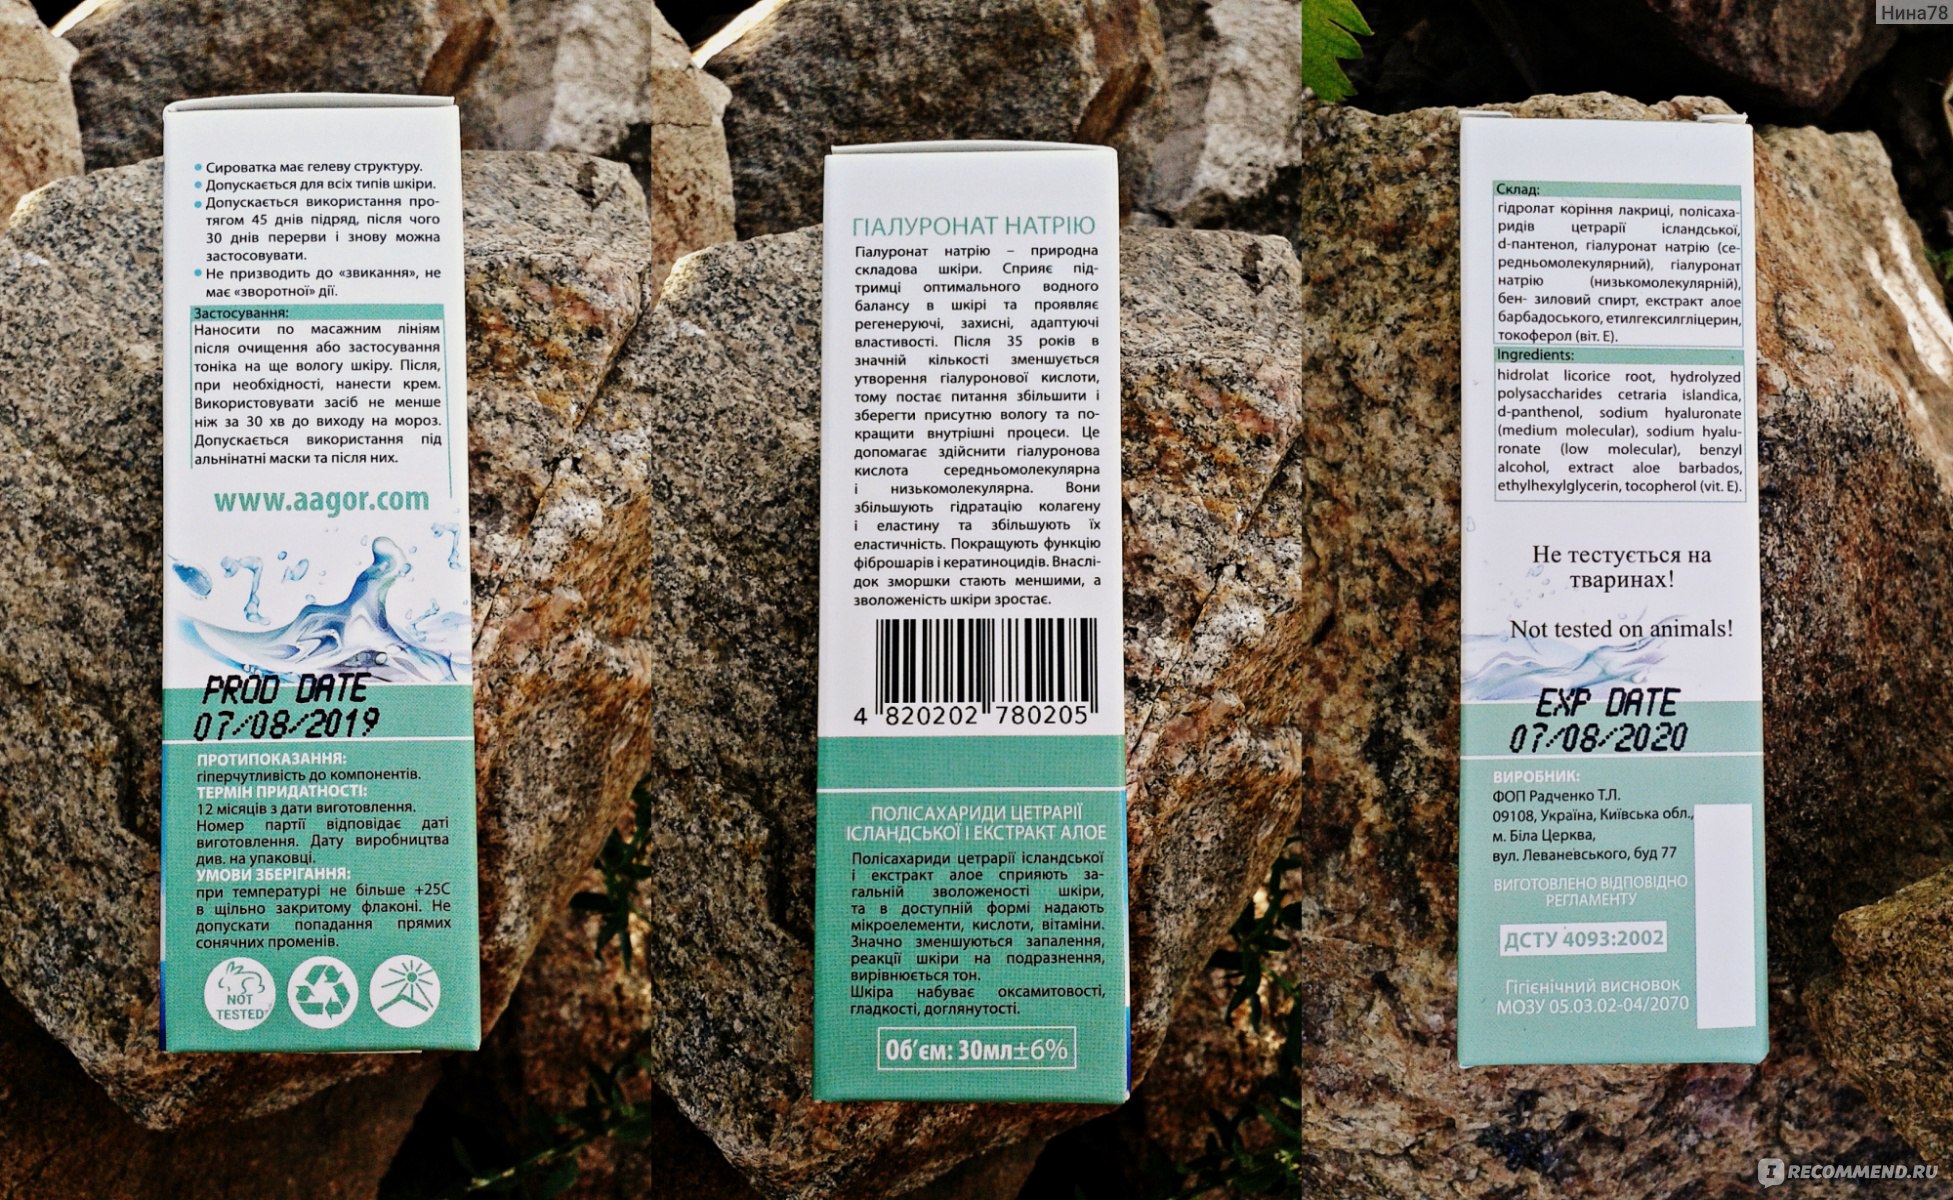 Сироватка має гелеву структуру.
Допускається для всіх типів шкіри.
Допускається використання про-
тягом 45 днів підряд, після чого
30 днів перерви і знову можна
застосовувати.
Не призводить до «звикання», не
має «зворотної» дії.
Застосування:
Наносити по масажним лініям
після очищення або застосування
тоніка на ще вологу шкіру. Після,
при необхідності, нанести крем.
Використовувати засіб не менше
ніж за 30 хв до виходу на мороз.
Допускається використання під
альнінатні маски та після них.
www.aagor.com
PROD DATE
07/08/2019
ПРОТИПОКАЗАННЯ:
гіперчутливість до компонентів.
ТЕРМІН ПРИДАТНОСТІ:
12 місяців з дати виготовлення.
Номер партії відповідає даті
виготовлення. Дату виробництва
див. на упаковці.
УМОВИ ЗБЕРІГАННЯ:
при температурі не більше +25С
в щільно закритому флаконі. Не
допускати попадання прямих
сонячних променів.
NOT
TESTED
ГІАЛУРОНАТ НАТРІЮ
Гіалуронат натрію – природна
складова шкіри. Сприяє під-
тримці оптимального водного
балансу в шкірі та проявляє
регенеруючі, захисні, адаптуючі
властивості. Після 35 років в
значній кількості зменшується
утворення гіалуронової кислоти,
тому постає питання збільшити і
зберегти присутню вологу та по-
кращити внутрішні процеси. Це
допомагає здійснити гіалуронова
кислота середньомолекулярна
і низькомолекулярна. Вони
збільшують гідратацію колагену
і еластину та збільшують їх
еластичність. Покращують функцію
фіброшарів і кератиноцидів. Внаслі-
док зморшки стають меншими, а
зволоженість шкіри зростає.
4 820202 780205
ПОЛІСАХАРИДИ ЦЕТРАРІЇ
ІСЛАНДСЬКОЇ І ЕКСТРАКТ АЛОЕ
Полісахариди цетрарії ісландської
і екстракт алое сприяють за-
гальній зволоженості шкіри,
та в доступній формі надають
мікроелементи, кислоти, вітаміни.
Значно зменшуються запалення,
реакції шкіри на подразнення,
вирівнюється тон.
Шкіра набуває оксамитовості,
гладкості, доглянутості.
Об'єм: 30мл±6%
Нина78
Склад:
гідролат коріння лакриці, полісаха-
ридів цетрарії ісландської,
d-пантенол, гіалуронат натрію (се-
редньомолекулярний), гіалуронат
натрію (низькомолекулярній),
бен- зиловий спирт, екстракт алое
барбадоського, етилгексилгліцерин,
токоферол (віт. Е).
Ingredients:
hidrolat licorice root, hydrolyzed
polysaccharides cetraria islandica,
d-panthenol, sodium hyaluronate
(medium molecular), sodium hyalu-
ronate (low molecular), benzyl
alcohol, extract aloe barbados,
ethylhexylglycerin, tocopherol (vit. E).
Не тестується на
тваринах!
Not tested on animals!
EXP DATE
07/08/2020
ВИРОБНИК:
ФОП Радченко Т.Л.
09108, Україна, Київська обл.,
м. Біла Церква,
вул. Леваневського, буд 77
ВИГОТОВЛЕНО ВІДПОВІДНО
РЕГЛАМЕНТУ
ДСТУ 4093:2002
Гігієнічний висновок
МОЗУ 05.03.02-04/2070
RECOMMEND.RU